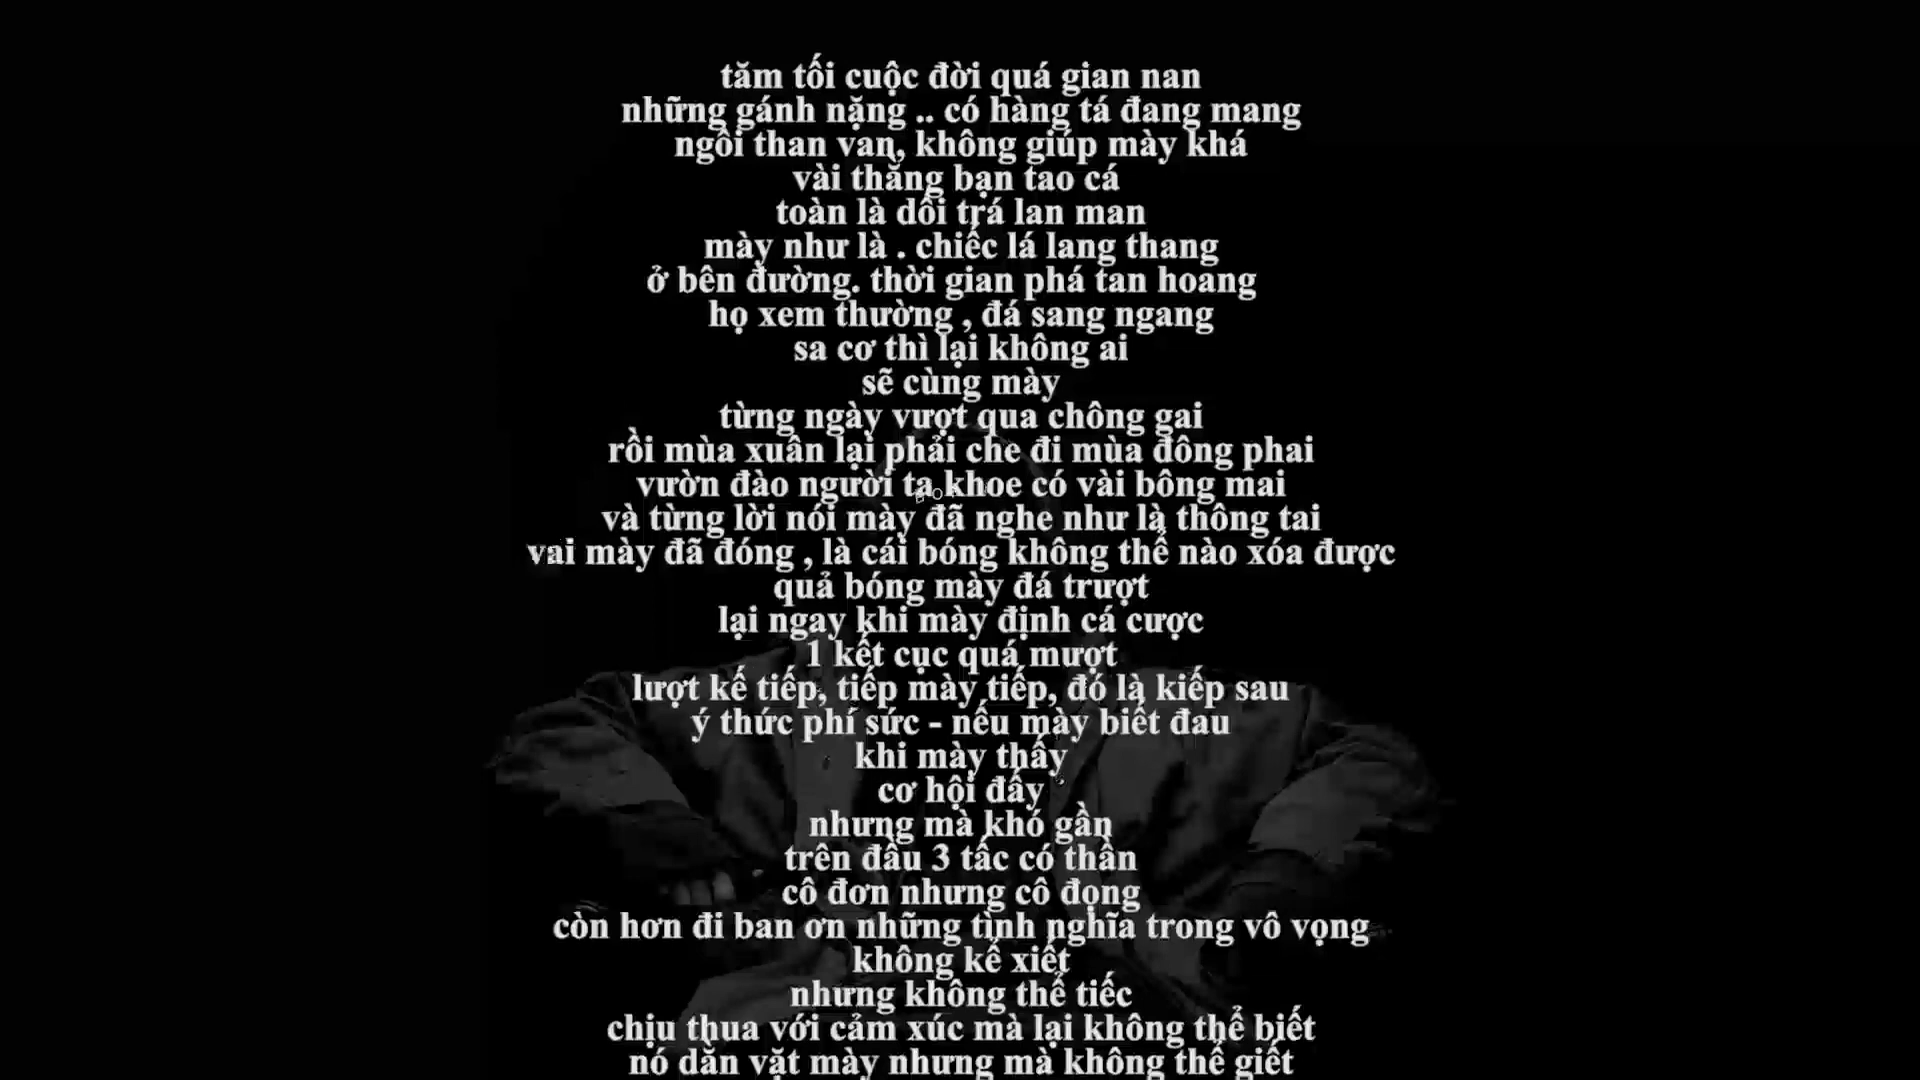 tăm tối cuộc đời quá gian nan
những gánh nặng .. có hàng tá đang mang
ngồi than van, không giúp mày khá
vài thằng bạn tao cá
toàn là dối trá lan man
mày như là . chiếc lá lang thang
ở bên đường. thời gian phá tan hoang
họ xem thường , đá sang ngang
sa cơ thì lại không ai
sẽ cùng mày
từng ngày vượt qua chông gai
rồi mùa xuân lại phải che đi mùa đông phai
vườn đào người ta khoe có vài bông mai
và từng lời nói mày đã nghe như là thông tai
vai mày đã đóng , là cái bóng không thể nào xóa được
quả bóng mày đá trượt
lại ngay khi mày định cá cược
1 kết cục quá mượt
lượt kế tiếp, tiếp mày tiếp, đó là kiếp sau
ý thức phí sức - nếu mày biết đau
khi mày thấy
cơ hội đấy
nhưng mà khó gần
trên đầu 3 tấc có thần
cô đơn nhưng cô đọng
còn hơn đi ban ơn những tình nghĩa trong vô vọng
không kể xiết
nhưng không thể tiếc
chịu thua với cảm xúc mà lại không thể biết
nó dằn vặt mày nhưng mà không thể giết